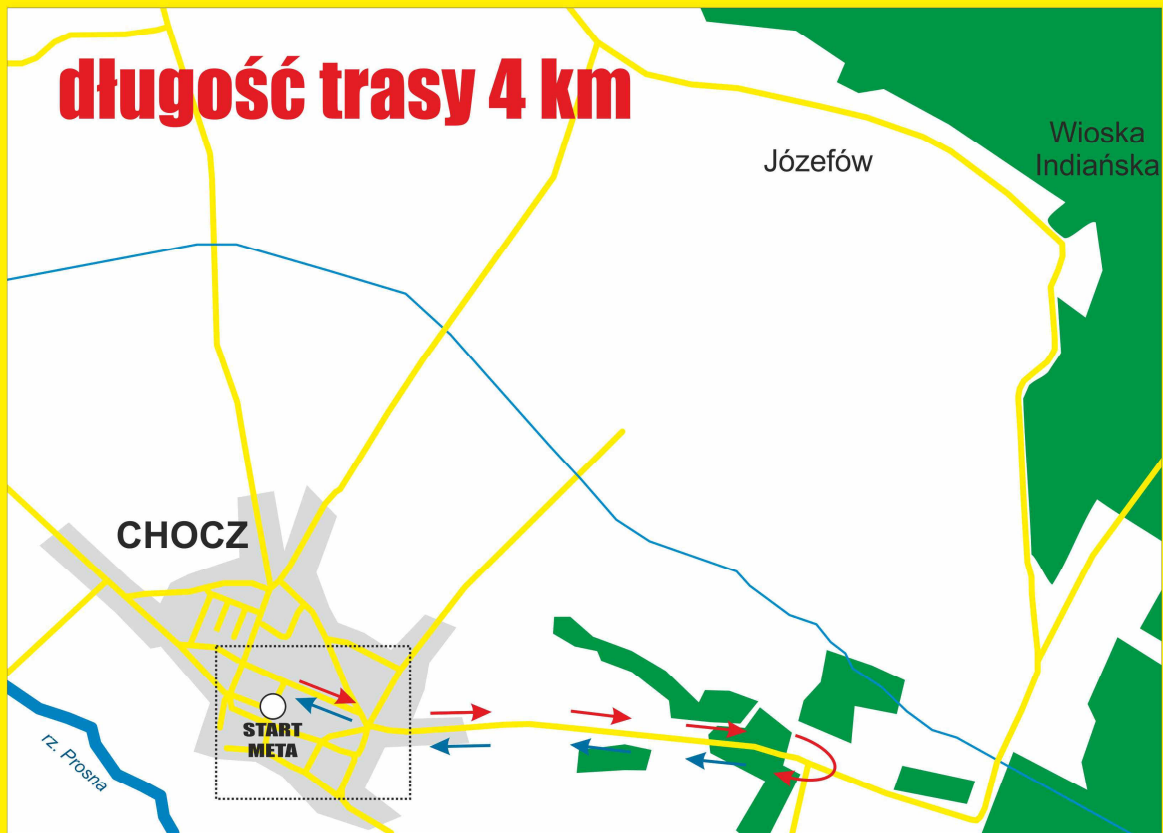 długość trasy 4 km
Wioska
Indiańska
Józefów
CHOCZ
START
META
rz. Prosna